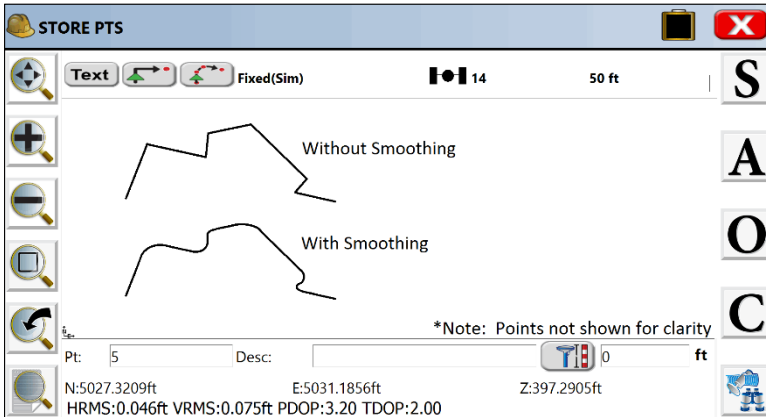 STORE PTS
Text Fixed(Sim) 14 50 ft
S
Without Smoothing
A
With Smoothing
O
*Note: Points not shown for clarity
C
Pt: 5 Desc: 0 ft
N:5027.3209ft E:5031.1856ft Z:397.2905ft
HRMS:0.046ft VRMS:0.075ft PDOP:3.20 TDOP:2.00